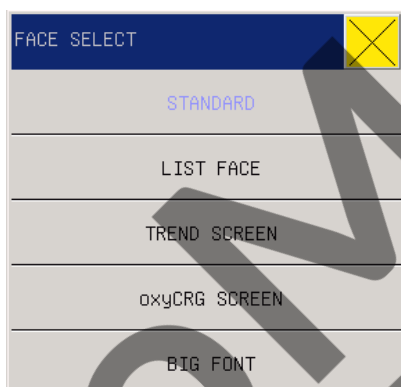 FACE SELECT
STANDARD
LIST FACE
TREND SCREEN
oxyCRG SCREEN
BIG FONT